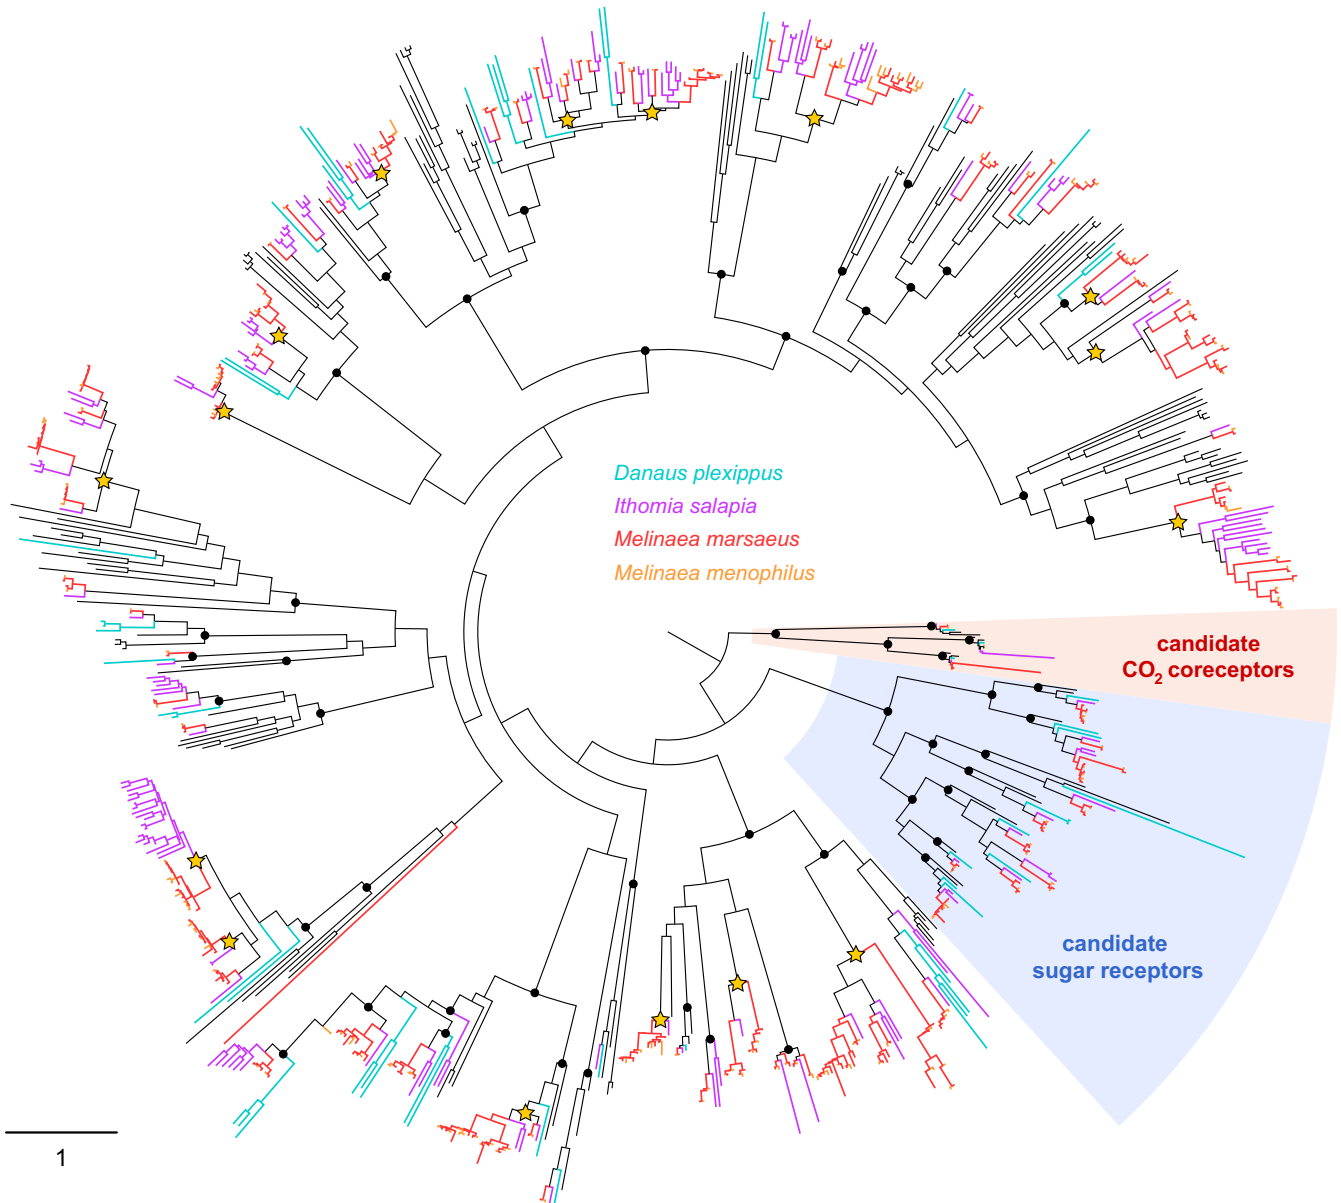 Danaus plexippus
Ithomia salapia
Melinaea marsaeus
Melinaea menophilus
candidate
CO₂ coreceptors
candidate
sugar receptors
1